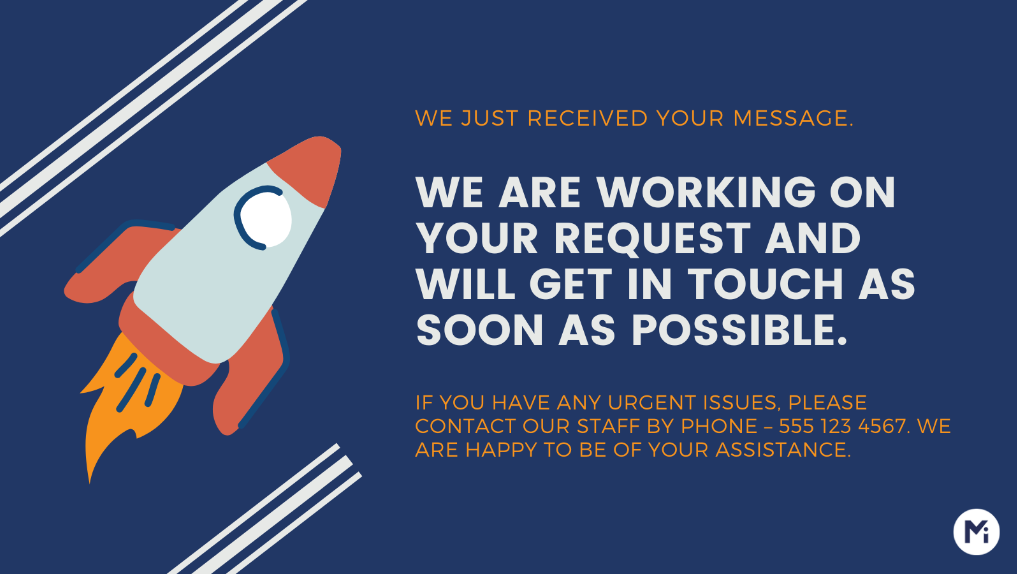 WE JUST RECEIVED YOUR MESSAGE.
WE ARE WORKING ON
YOUR REQUEST AND
WILL GET IN TOUCH AS
SOON AS POSSIBLE.
IF YOU HAVE ANY URGENT ISSUES, PLEASE
CONTACT OUR STAFF BY PHONE – 555 123 4567. WE
ARE HAPPY TO BE OF YOUR ASSISTANCE.
Mi